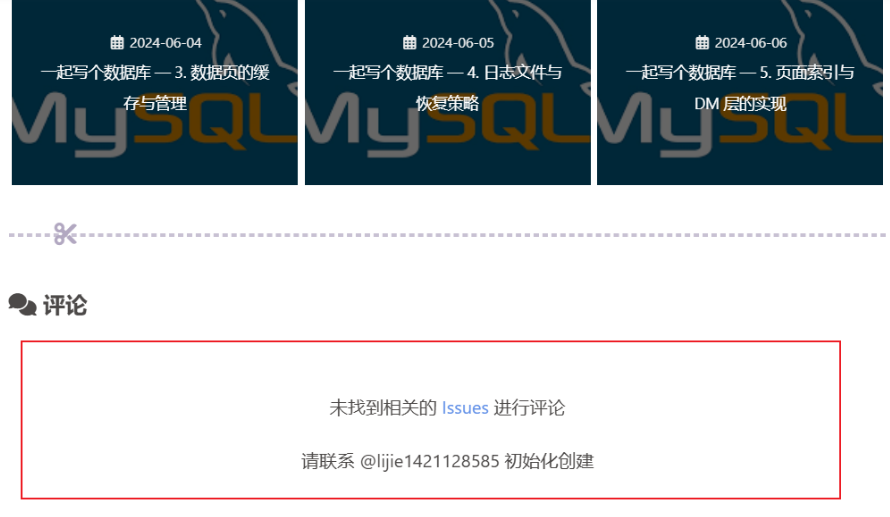 2024-06-04
一起写个数据库 — 3. 数据页的缓
存与管理
MySQL
2024-06-05
一起写个数据库 — 4. 日志文件与
恢复策略
MySQL
2024-06-06
一起写个数据库 — 5. 页面索引与
DM 层的实现
MySQL
评论
未找到相关的 Issues 进行评论
请联系 @lijie1421128585 初始化创建